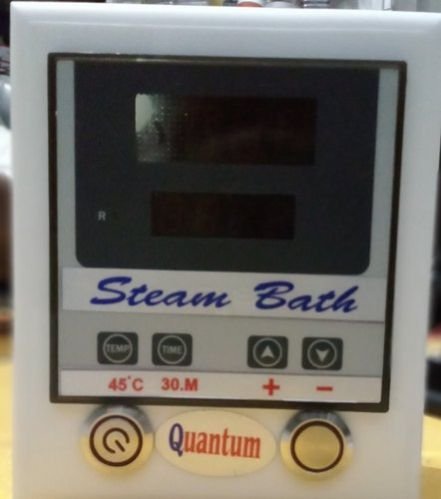 R
Steam Bath
TEMP TIME
45°C 30.M + −
Quantum